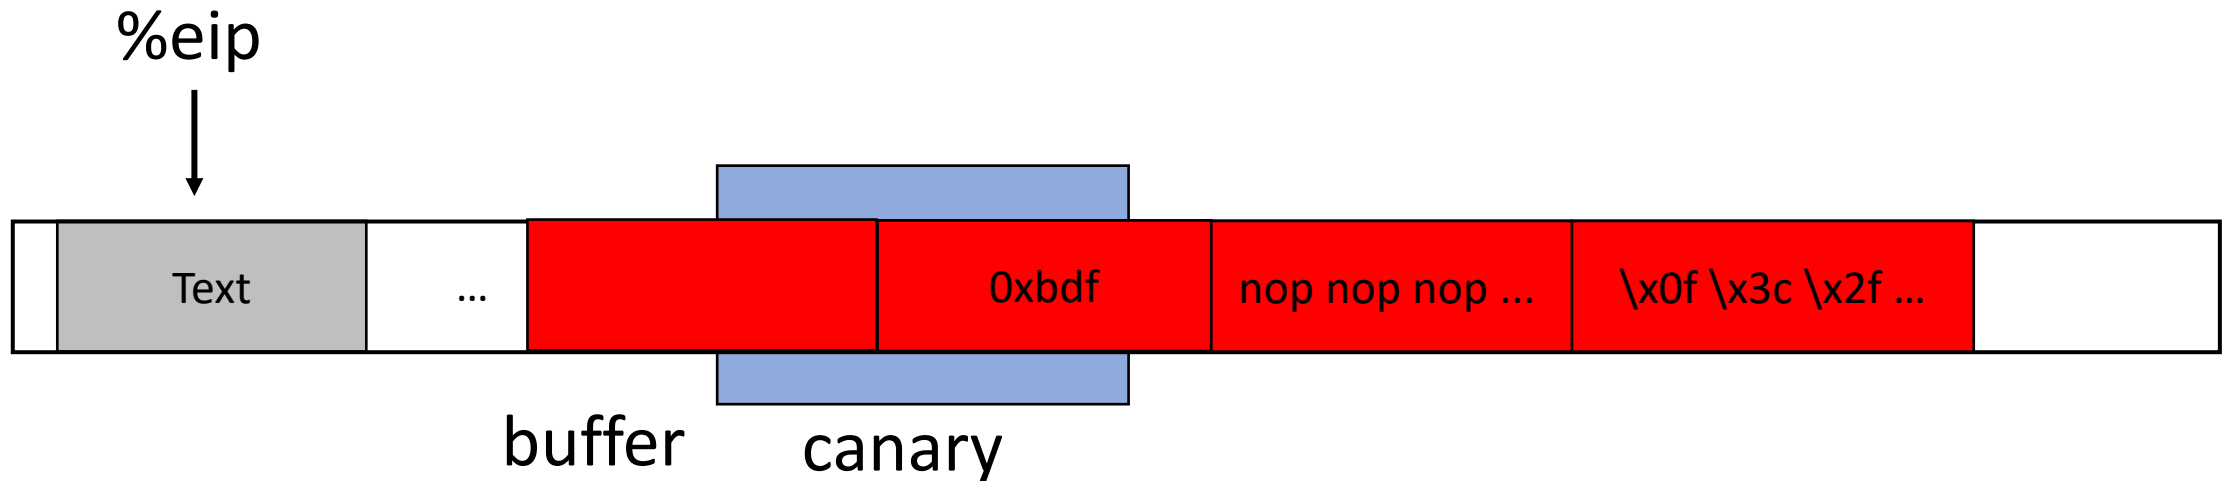 %eip
Text
...
0xbdf
nop nop nop ...
\x0f \x3c \x2f ...
buffer
canary